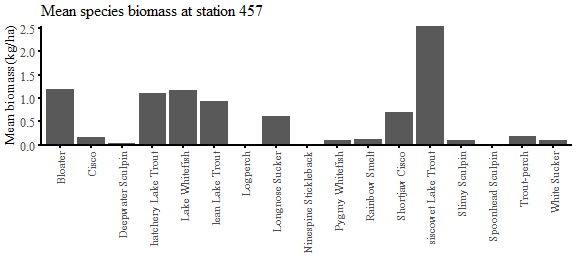 Mean species biomass at station 457
Mean biomass (kg/ha)
2.5
2.0
1.5
1.0
0.5
0.0
Bloater
Cisco
Deepwater Sculpin
hatchery Lake Trout
Lake Whitefish
lean Lake Trout
Logperch
Longnose Sucker
Ninespine Stickleback
Pygmy Whitefish
Rainbow Smelt
Shortjaw Cisco
siscowet Lake Trout
Slimy Sculpin
Spoonhead Sculpin
Trout-perch
White Sucker